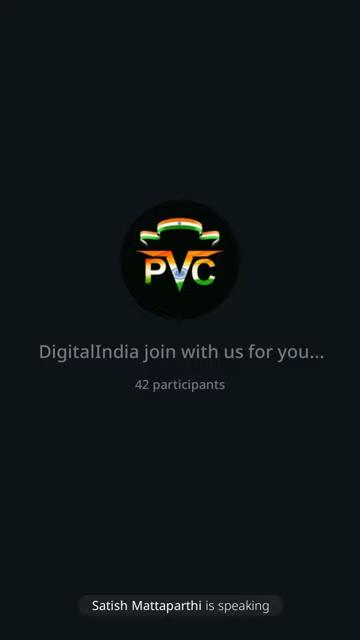 PVC
DigitalIndia join with us for you...
42 participants
Satish Mattaparthi is speaking